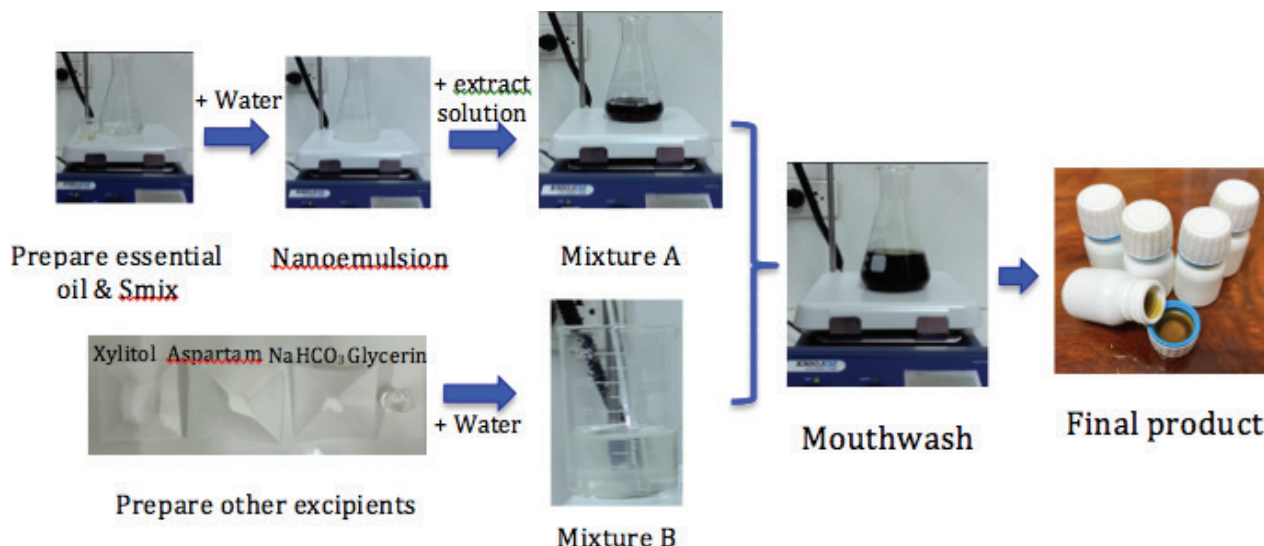 + Water
+ extract
solution
Prepare essential
oil & Smix
Nanoemulsion
Mixture A
Xylitol Aspartam NaHCO₃ Glycerin
+ Water
Prepare other excipients
Mixture B
Mouthwash
Final product